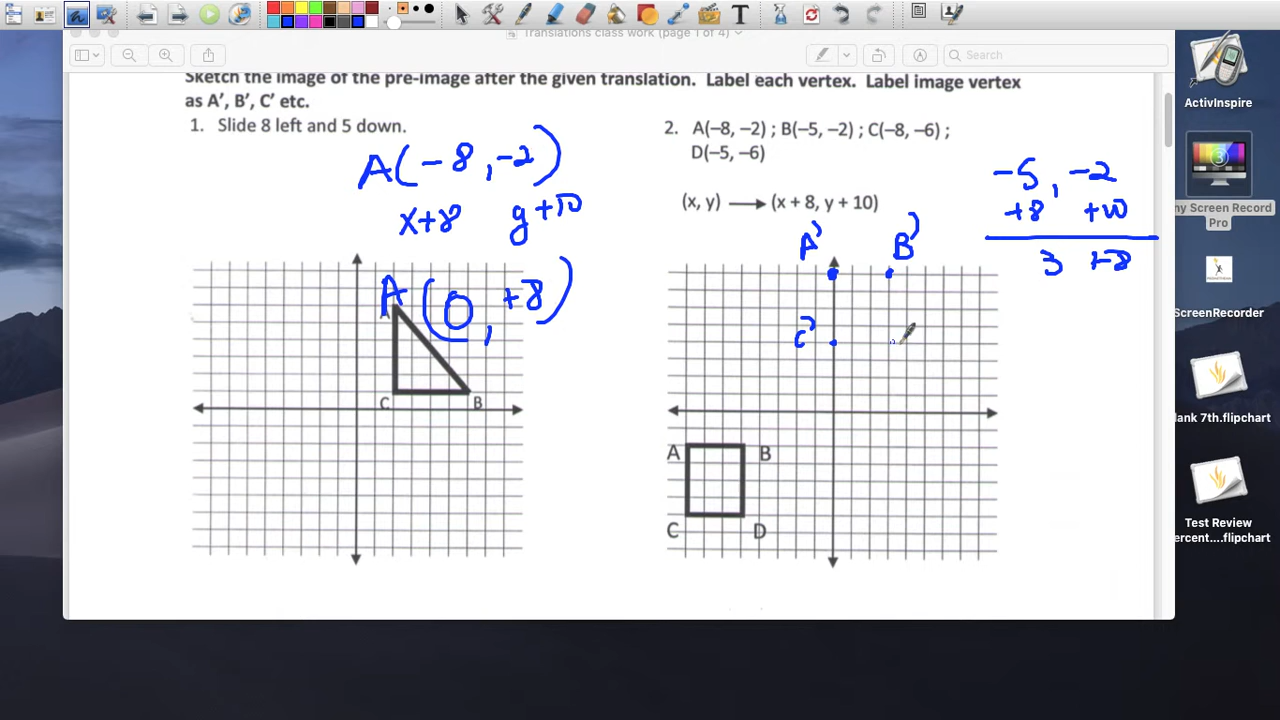 Translations class work (page 1 of 4)
Search
Sketch the image of the pre-image after the given translation. Label each vertex. Label image vertex
as A′, B′, C′ etc.
1. Slide 8 left and 5 down.
A(-8, -2)
x+8 y+10
A (0, +8)
A
C B
2. A(–8, –2) ; B(–5, –2) ; C(–8, –6) ;
D(–5, –6)
(x, y) ⟶ (x + 8, y + 10)
-5, -2
+8 +10
3 +8
A' B'
C'
A B
C D
ActivInspire
3
ny Screen Record
Pro
ScreenRecorder
lank 7th.flipchart
Test Review
ercent....flipchart